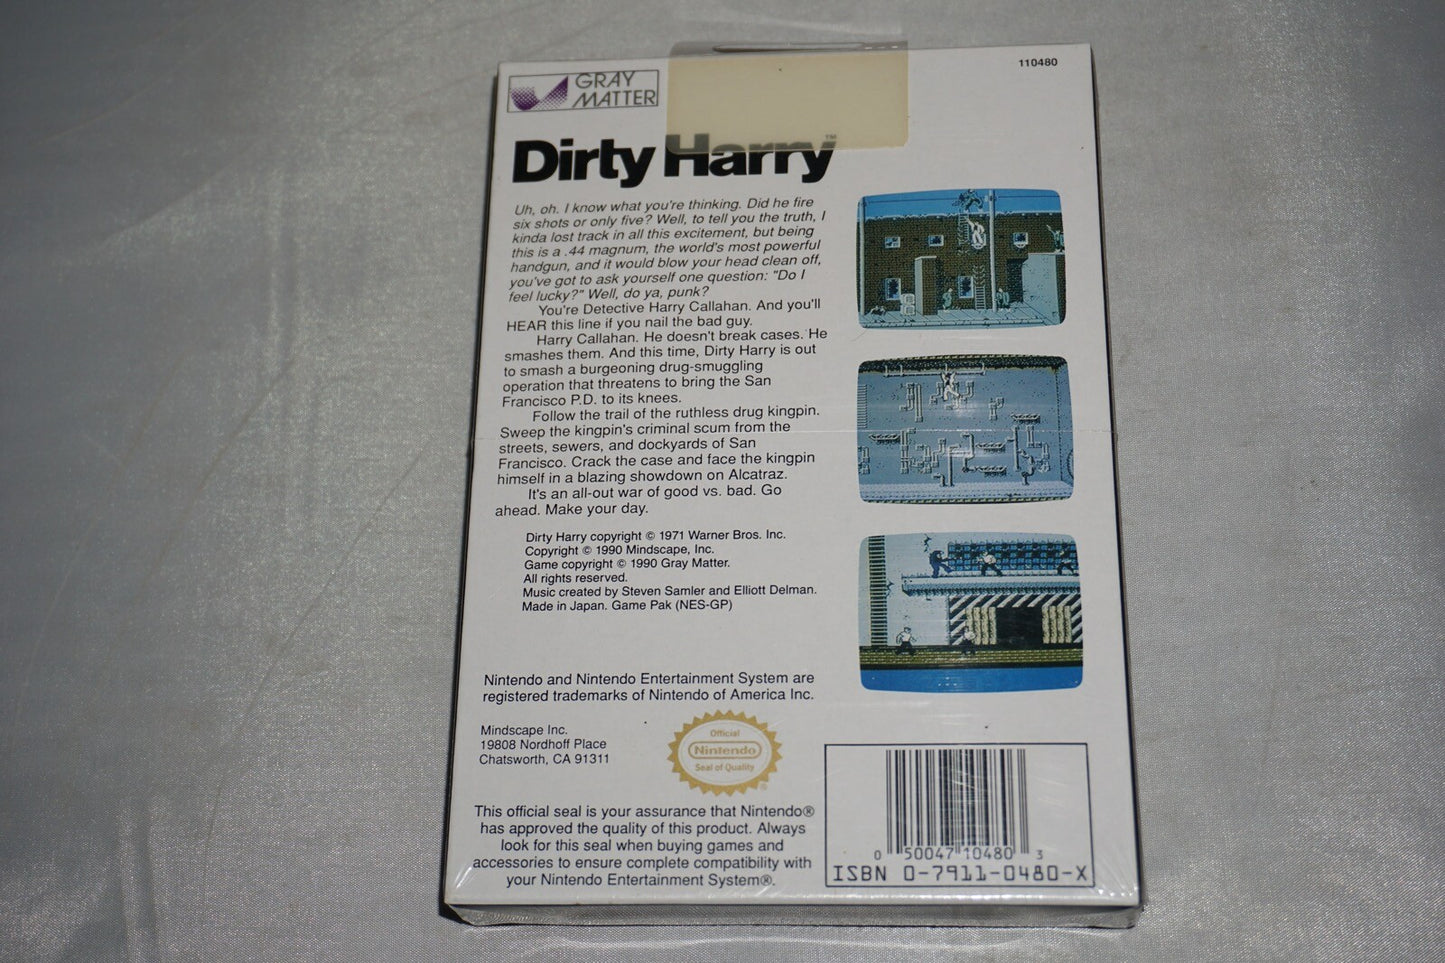 GRAY
MATTER
110480
Dirty Harry™
Uh, oh. I know what you're thinking. Did he fire
six shots or only five? Well, to tell you the truth, I
kinda lost track in all this excitement, but being
this is a .44 magnum, the world's most powerful
handgun, and it would blow your head clean off,
you've got to ask yourself one question: "Do I
feel lucky?" Well, do ya, punk?
You're Detective Harry Callahan. And you'll
HEAR this line if you nail the bad guy.
Harry Callahan. He doesn't break cases. He
smashes them. And this time, Dirty Harry is out
to smash a burgeoning drug-smuggling
operation that threatens to bring the San
Francisco P.D. to its knees.
Follow the trail of the ruthless drug kingpin.
Sweep the kingpin's criminal scum from the
streets, sewers, and dockyards of San
Francisco. Crack the case and face the kingpin
himself in a blazing showdown on Alcatraz.
It's an all-out war of good vs. bad. Go
ahead. Make your day.
Dirty Harry copyright © 1971 Warner Bros. Inc.
Copyright © 1990 Mindscape, Inc.
Game copyright © 1990 Gray Matter.
All rights reserved.
Music created by Steven Samler and Elliott Delman.
Made in Japan. Game Pak (NES-GP)
Nintendo and Nintendo Entertainment System are
registered trademarks of Nintendo of America Inc.
Mindscape Inc.
19808 Nordhoff Place
Chatsworth, CA 91311
Official
Nintendo
Seal of Quality
This official seal is your assurance that Nintendo®
has approved the quality of this product. Always
look for this seal when buying games and
accessories to ensure complete compatibility with
your Nintendo Entertainment System®.
0 50047 10480 3
ISBN 0-7911-0480-X